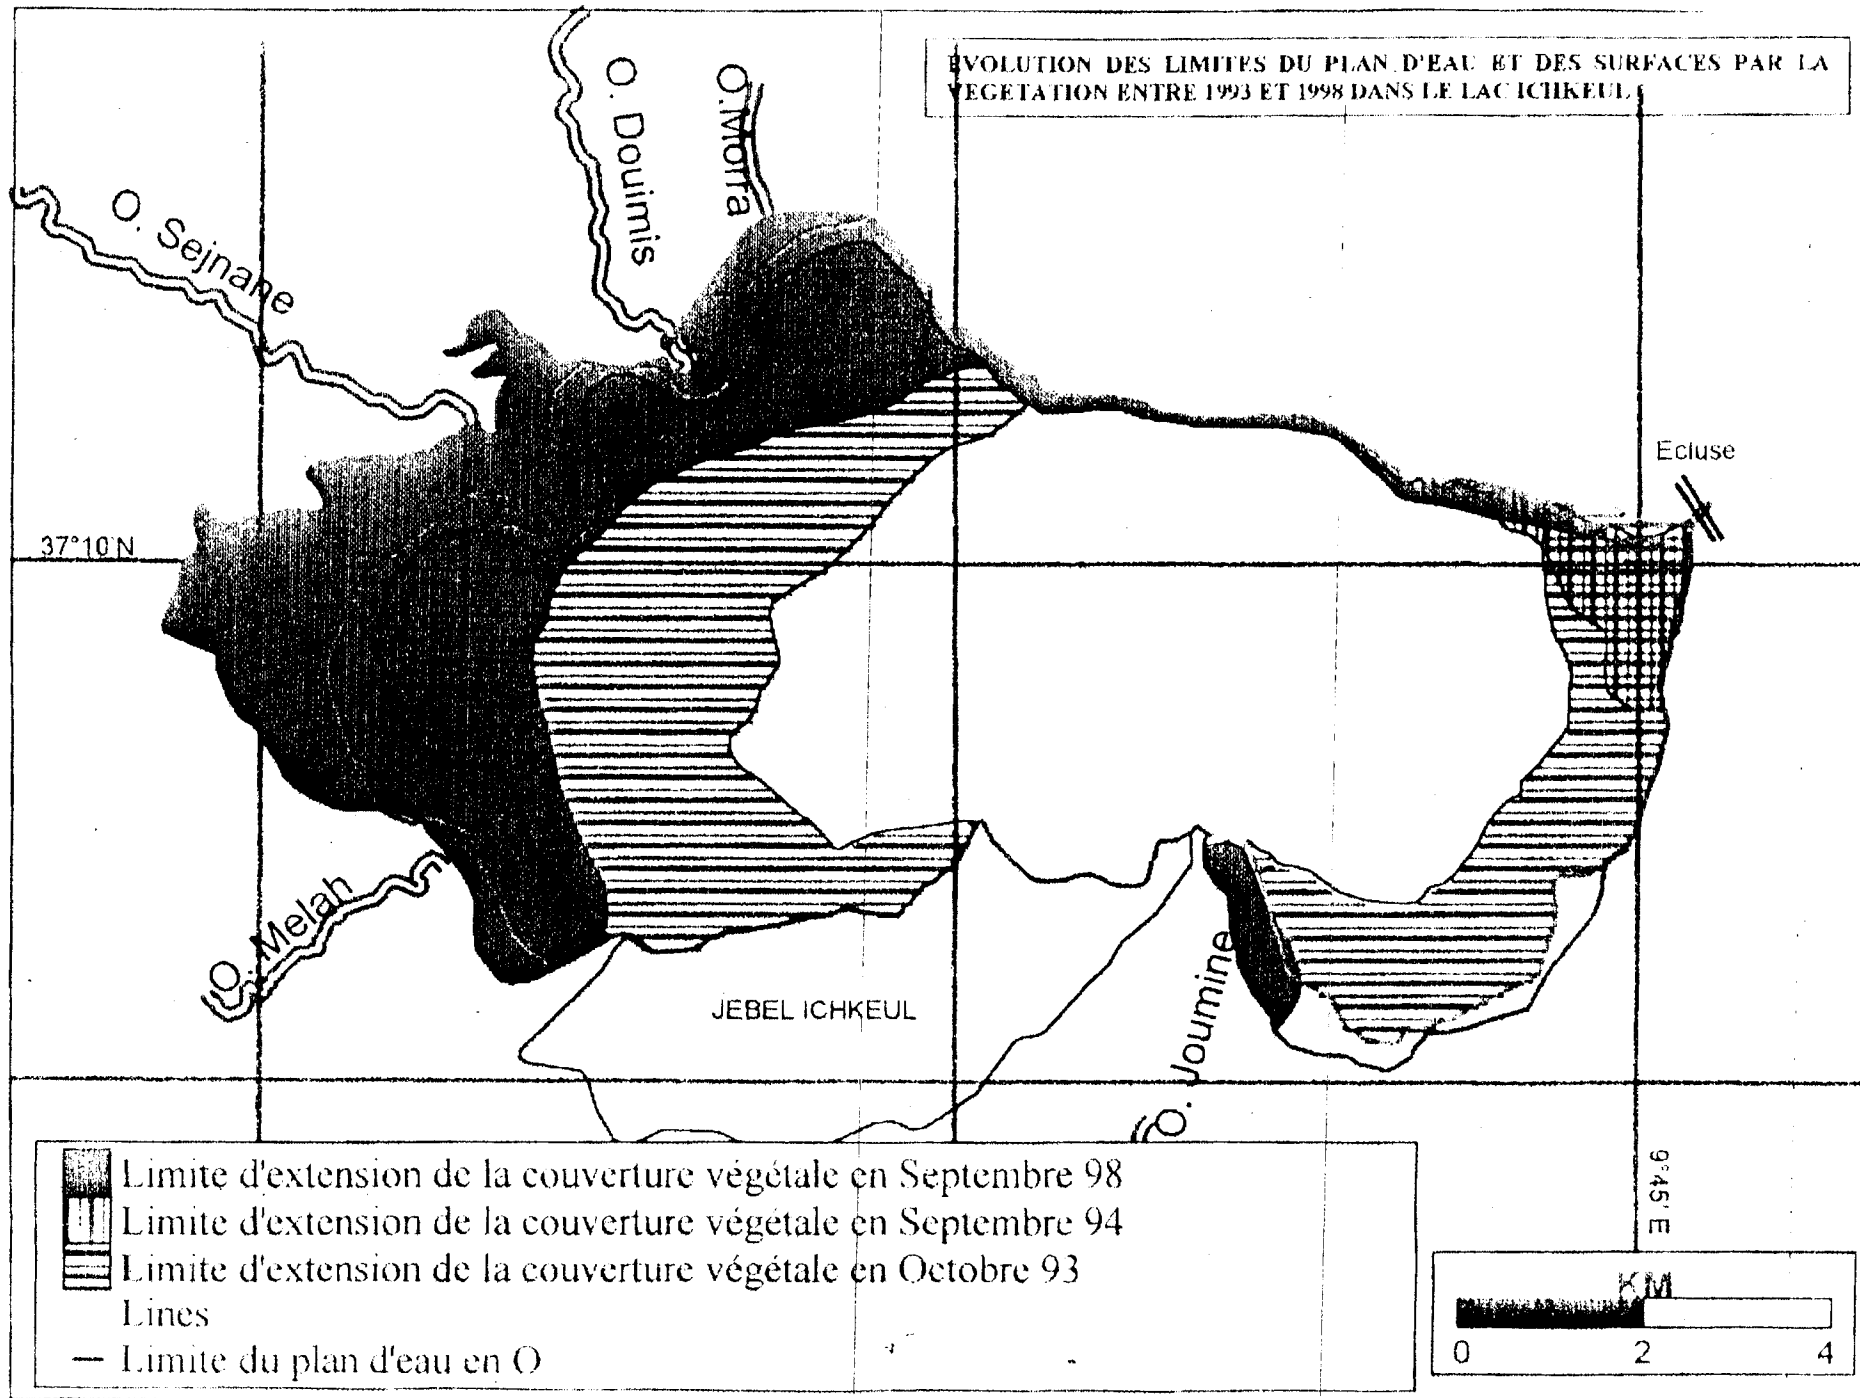 EVOLUTION DES LIMITES DU PLAN D'EAU ET DES SURFACES PAR LA
VEGETATION ENTRE 1993 ET 1998 DANS LE LAC ICHKEUL
O. Sejnane
O. Douimis
O. Morra
Ecluse
37°10'N
O. Melah
JEBEL ICHKEUL
O. Joumine
9°45' E
Limite d'extension de la couverture végétale en Septembre 98
Limite d'extension de la couverture végétale en Septembre 94
Limite d'extension de la couverture végétale en Octobre 93
Lines
Limite du plan d'eau en O
KM
0 2 4